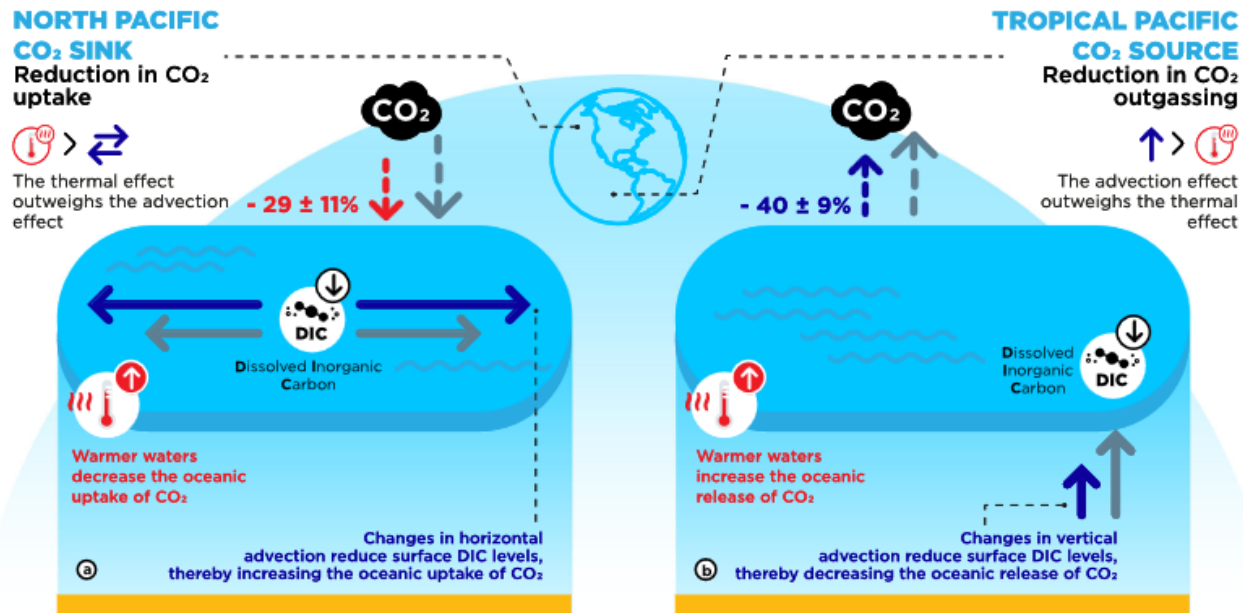 NORTH PACIFIC
CO₂ SINK
Reduction in CO₂
uptake
>
The thermal effect
outweighs the advection
effect
CO₂
- 29 ± 11%
DIC
Dissolved Inorganic
Carbon
Warmer waters
decrease the oceanic
uptake of CO₂
Changes in horizontal
advection reduce surface DIC levels,
thereby increasing the oceanic uptake of CO₂
a
TROPICAL PACIFIC
CO₂ SOURCE
Reduction in CO₂
outgassing
>
The advection effect
outweighs the thermal
effect
CO₂
- 40 ± 9%
Dissolved
Inorganic
Carbon
DIC
Warmer waters
increase the oceanic
release of CO₂
Changes in vertical
advection reduce surface DIC levels,
thereby decreasing the oceanic release of CO₂
b